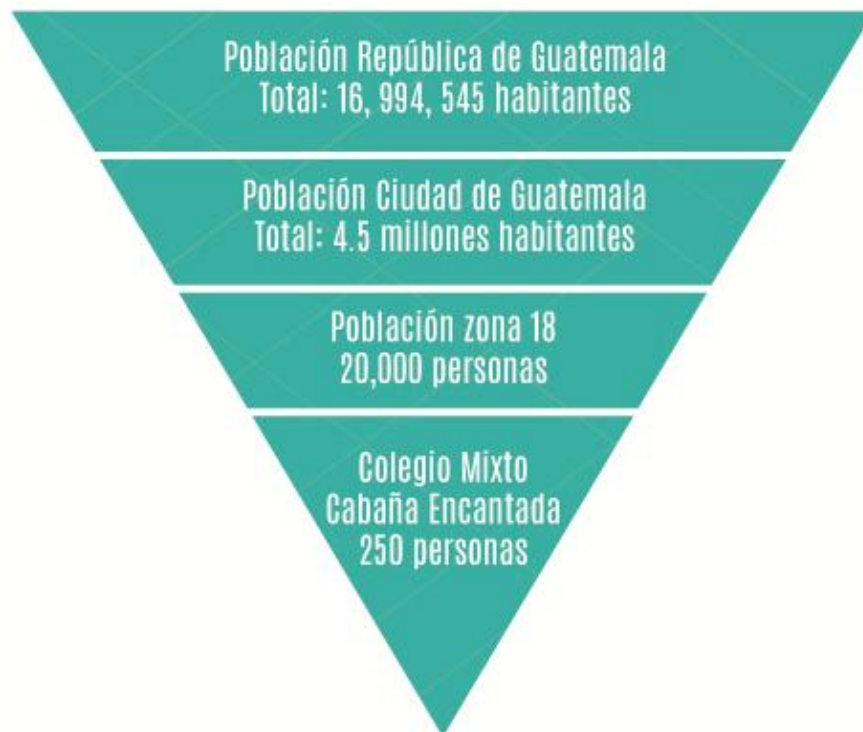 Población República de Guatemala
Total: 16, 994, 545 habitantes
Población Ciudad de Guatemala
Total: 4.5 millones habitantes
Población zona 18
20,000 personas
Colegio Mixto
Cabaña Encantada
250 personas